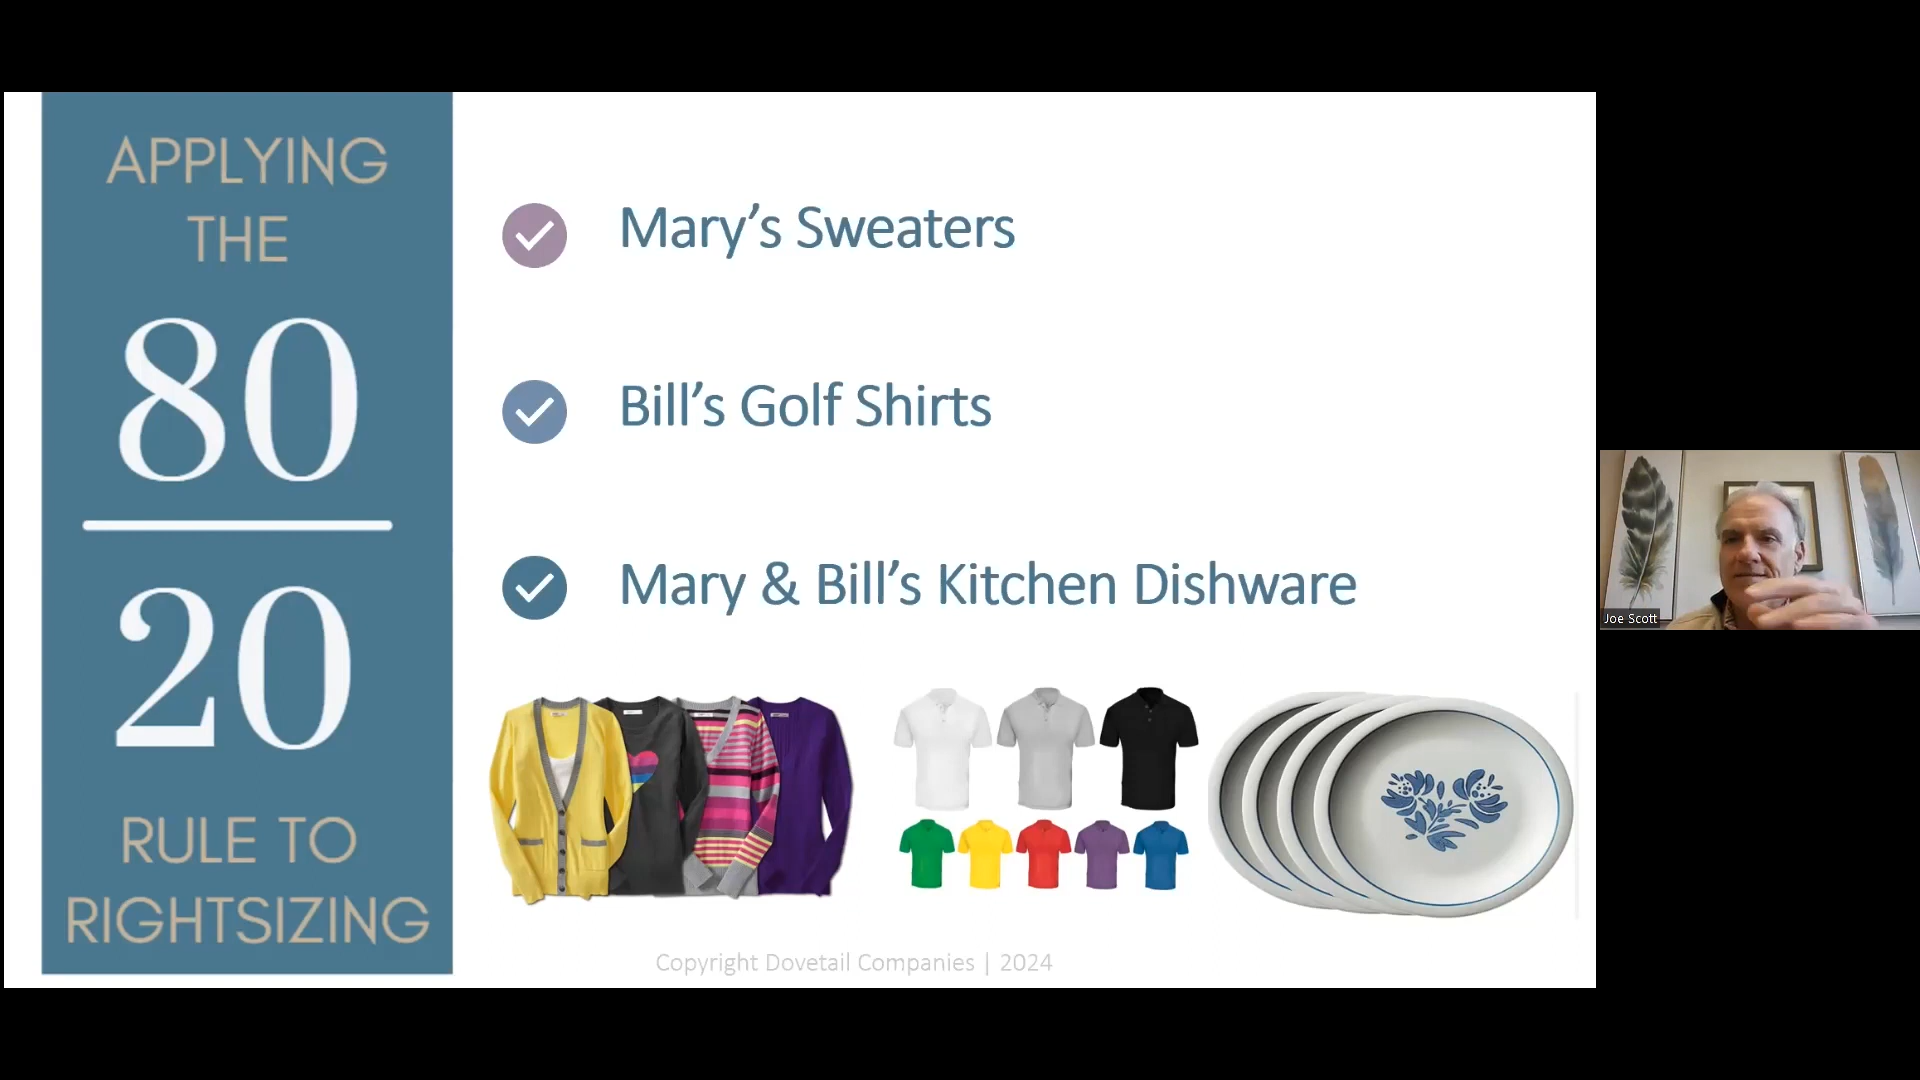 APPLYING
THE
80
20
RULE TO
RIGHTSIZING
Mary’s Sweaters
Bill’s Golf Shirts
Mary & Bill’s Kitchen Dishware
Copyright Dovetail Companies | 2024
Joe Scott